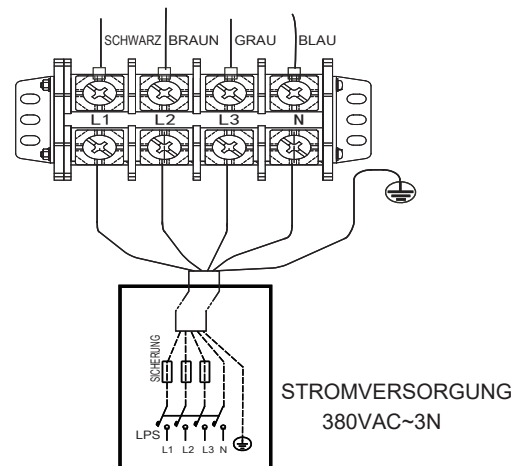 SCHWARZ BRAUN GRAU BLAU
L1 L2 L3 N
SICHERUNG
LPS
L1 L2 L3 N
STROMVERSORGUNG
380VAC~3N